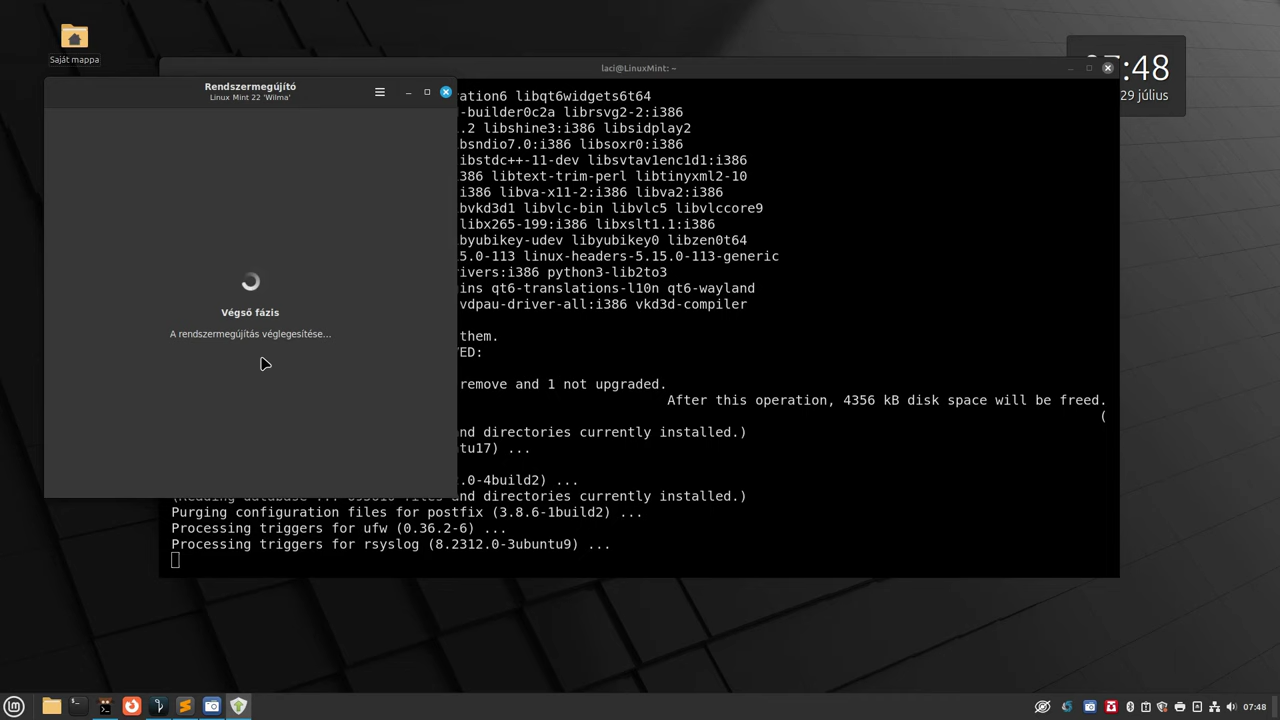 Saját mappa
laci@LinuxMint: ~
:48
29 július
Rendszermegújító
Linux Mint 22 'Wilma'
Végső fázis
A rendszermegújítás véglegesítése...
ration6 libqt6widgets6t64
-builder0c2a librsvg2-2:i386
.2 libshine3:i386 libsidplay2
bsndio7.0:i386 libsoxr0:i386
ibstdc++-11-dev libsvtav1enc1d1:i386
386 libtext-trim-perl libtinyxml2-10
i386 libva-x11-2:i386 libva2:i386
bvkd3d1 libvlc-bin libvlc5 libvlccore9
libx265-199:i386 libxslt1.1:i386
byubikey-udev libyubikey0 libzen0t64
15.0-113 linux-headers-5.15.0-113-generic
rivers:i386 python3-lib2to3
ins qt6-translations-l10n qt6-wayland
vdpau-driver-all:i386 vkd3d-compiler
them.
ED:
remove and 1 not upgraded.
After this operation, 4356 kB disk space will be freed.
(
and directories currently installed.)
tu17) ...
.0-4build2) ...
and directories currently installed.)
Purging configuration files for postfix (3.8.6-1build2) ...
Processing triggers for ufw (0.36.2-6) ...
Processing triggers for rsyslog (8.2312.0-3ubuntu9) ...
07:48